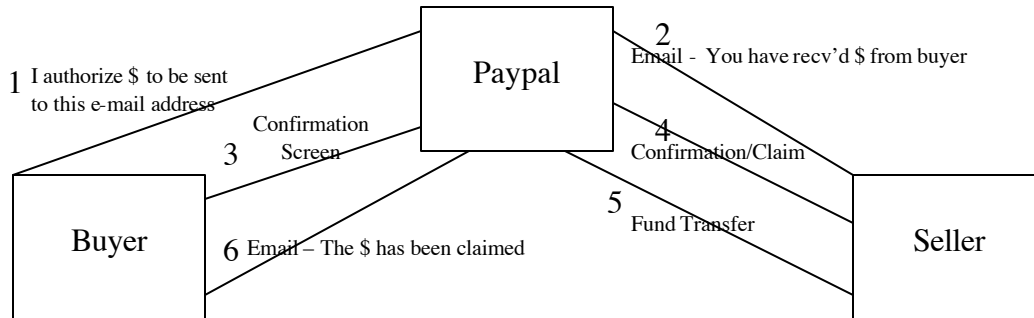 Paypal
1
I authorize $ to be sent
to this e-mail address
2
Email - You have recv’d $ from buyer
Confirmation
Screen
3
4
Confirmation/Claim
5
Fund Transfer
Buyer
6 Email – The $ has been claimed
Seller